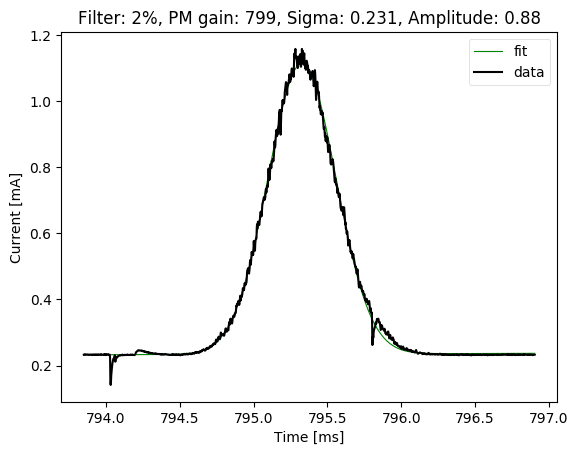 Filter: 2%, PM gain: 799, Sigma: 0.231, Amplitude: 0.88
fit
data
1.2
1.0
0.8
0.6
0.4
0.2
Current [mA]
794.0 794.5 795.0 795.5 796.0 796.5 797.0
Time [ms]